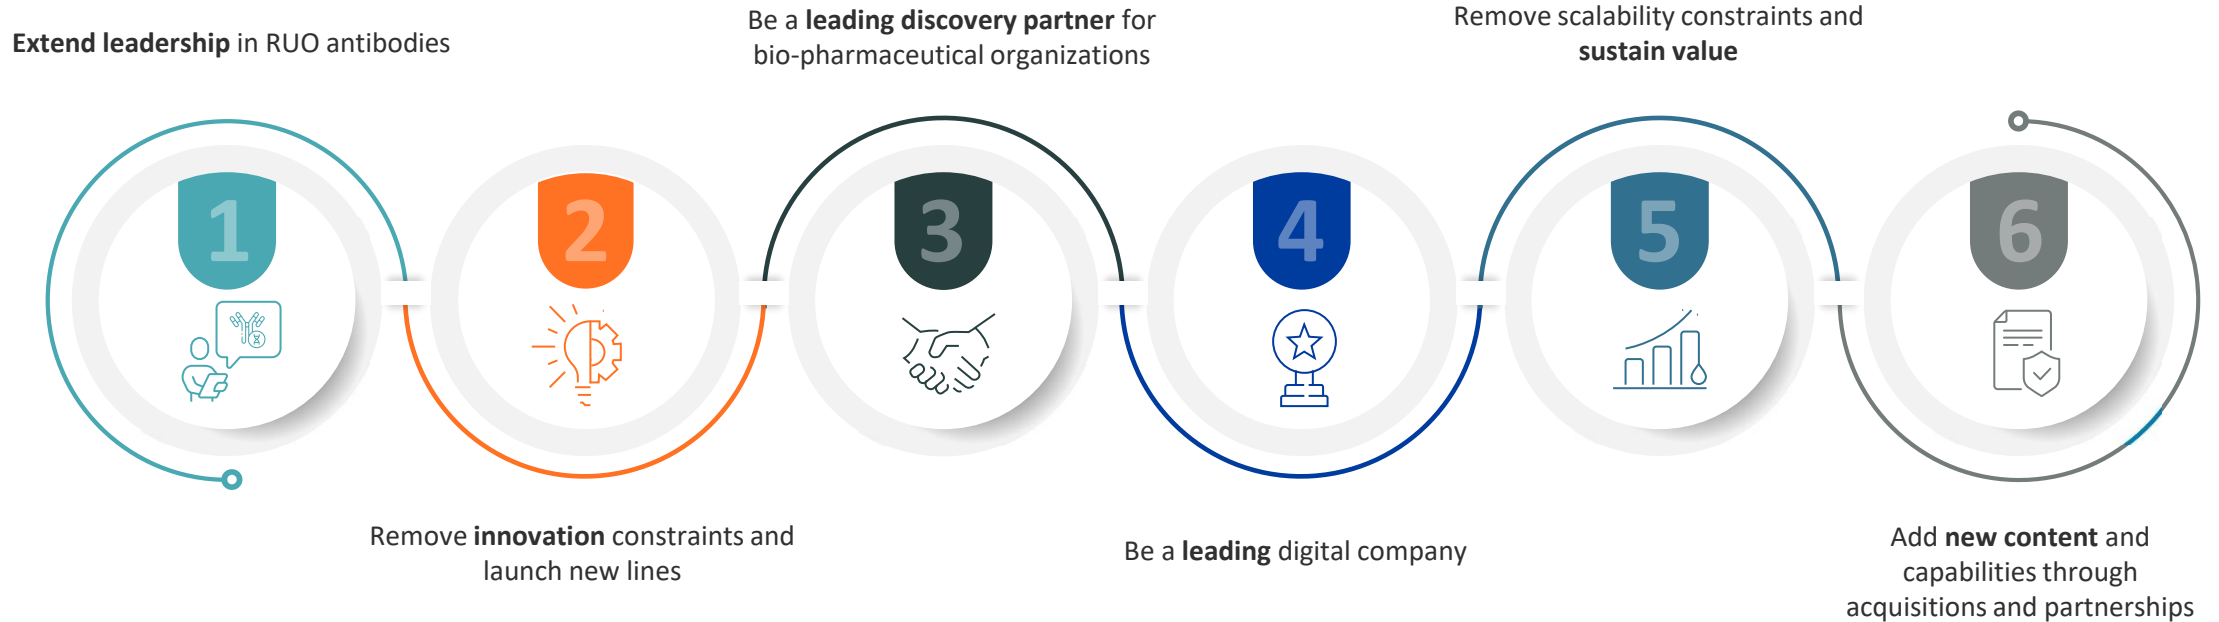 Extend leadership in RUO antibodies
1
Remove innovation constraints and
launch new lines
2
Be a leading discovery partner for
bio-pharmaceutical organizations
3
Be a leading digital company
4
Remove scalability constraints and
sustain value
5
Add new content and
capabilities through
acquisitions and partnerships
6